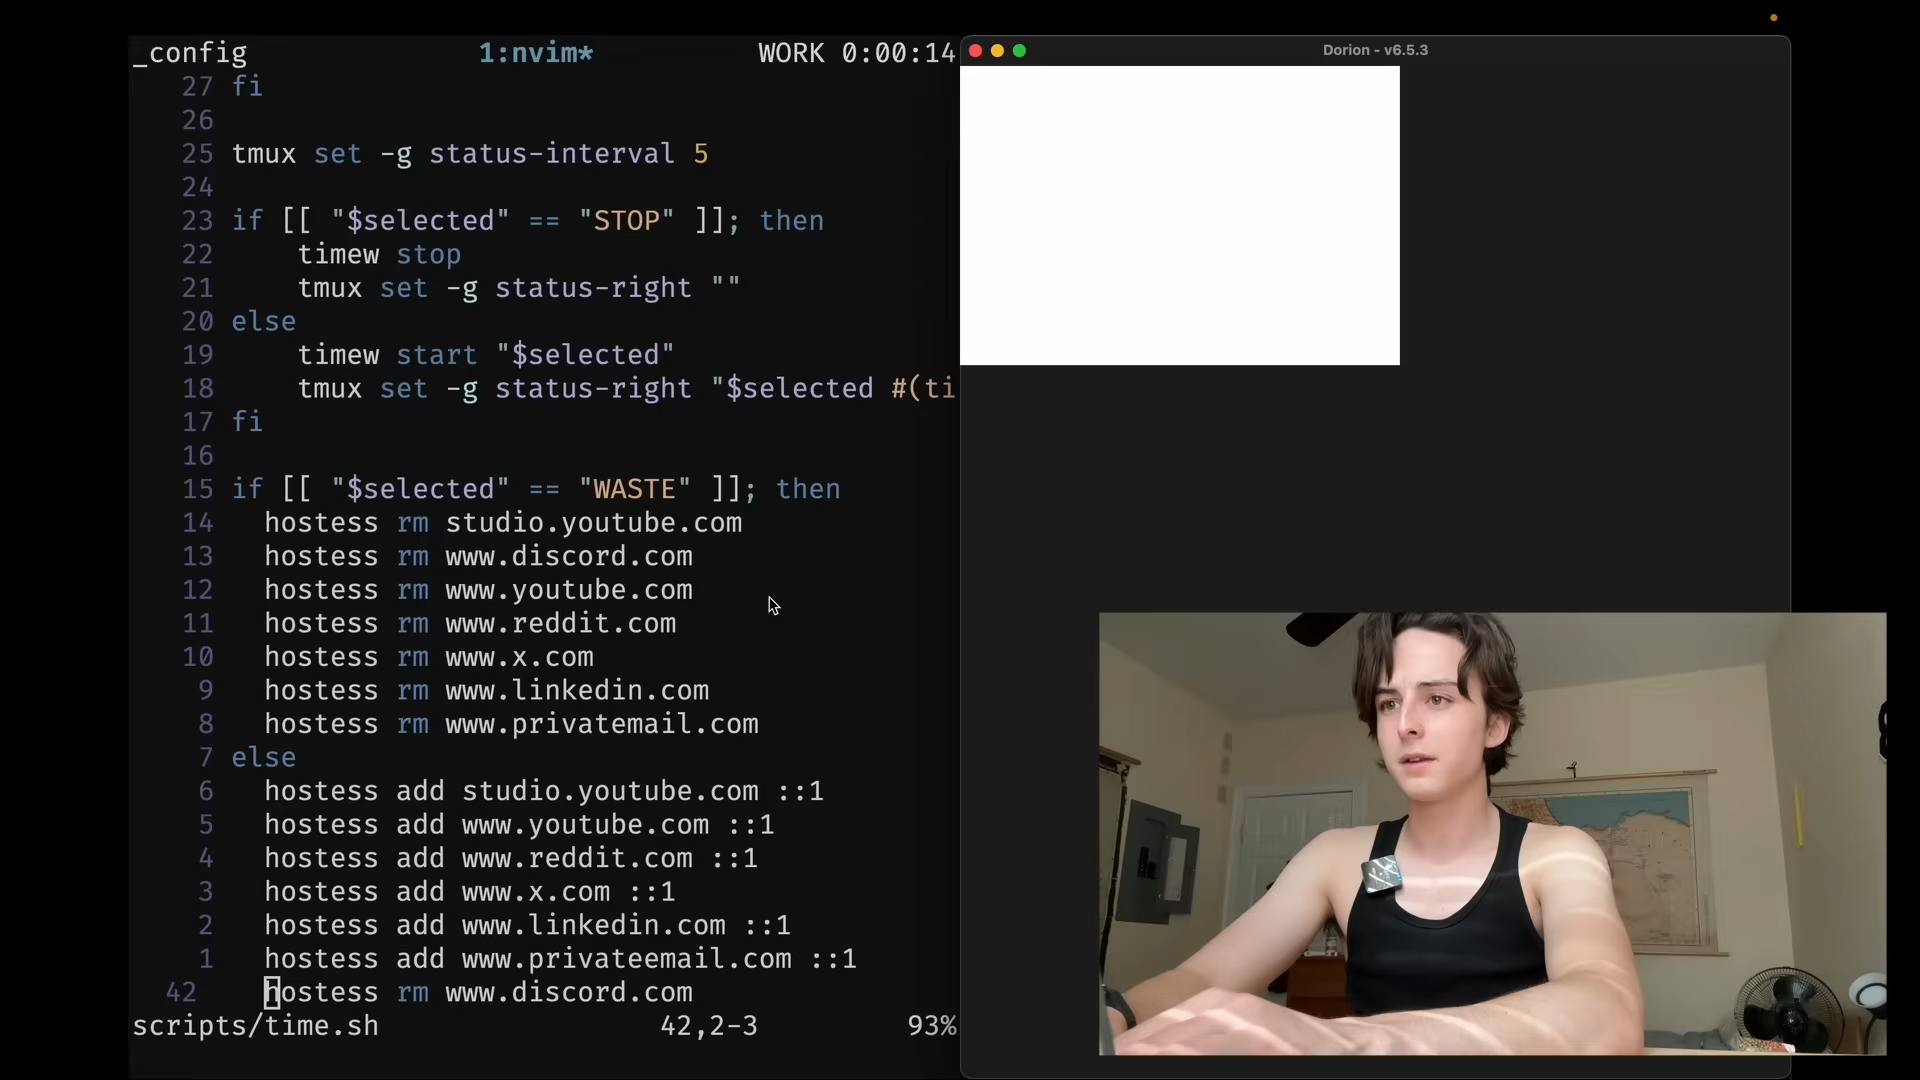 _config 1:nvim* WORK 0:00:14
27 fi
26
25 tmux set -g status-interval 5
24
23 if [[ "$selected" == "STOP" ]]; then
22 timew stop
21 tmux set -g status-right ""
20 else
19 timew start "$selected"
18 tmux set -g status-right "$selected #(ti
17 fi
16
15 if [[ "$selected" == "WASTE" ]]; then
14 hostess rm studio.youtube.com
13 hostess rm www.discord.com
12 hostess rm www.youtube.com
11 hostess rm www.reddit.com
10 hostess rm www.x.com
9 hostess rm www.linkedin.com
8 hostess rm www.privatemail.com
7 else
6 hostess add studio.youtube.com ::1
5 hostess add www.youtube.com ::1
4 hostess add www.reddit.com ::1
3 hostess add www.x.com ::1
2 hostess add www.linkedin.com ::1
1 hostess add www.privateemail.com ::1
42 hostess rm www.discord.com
scripts/time.sh 42,2-3 93%
Dorion - v6.5.3